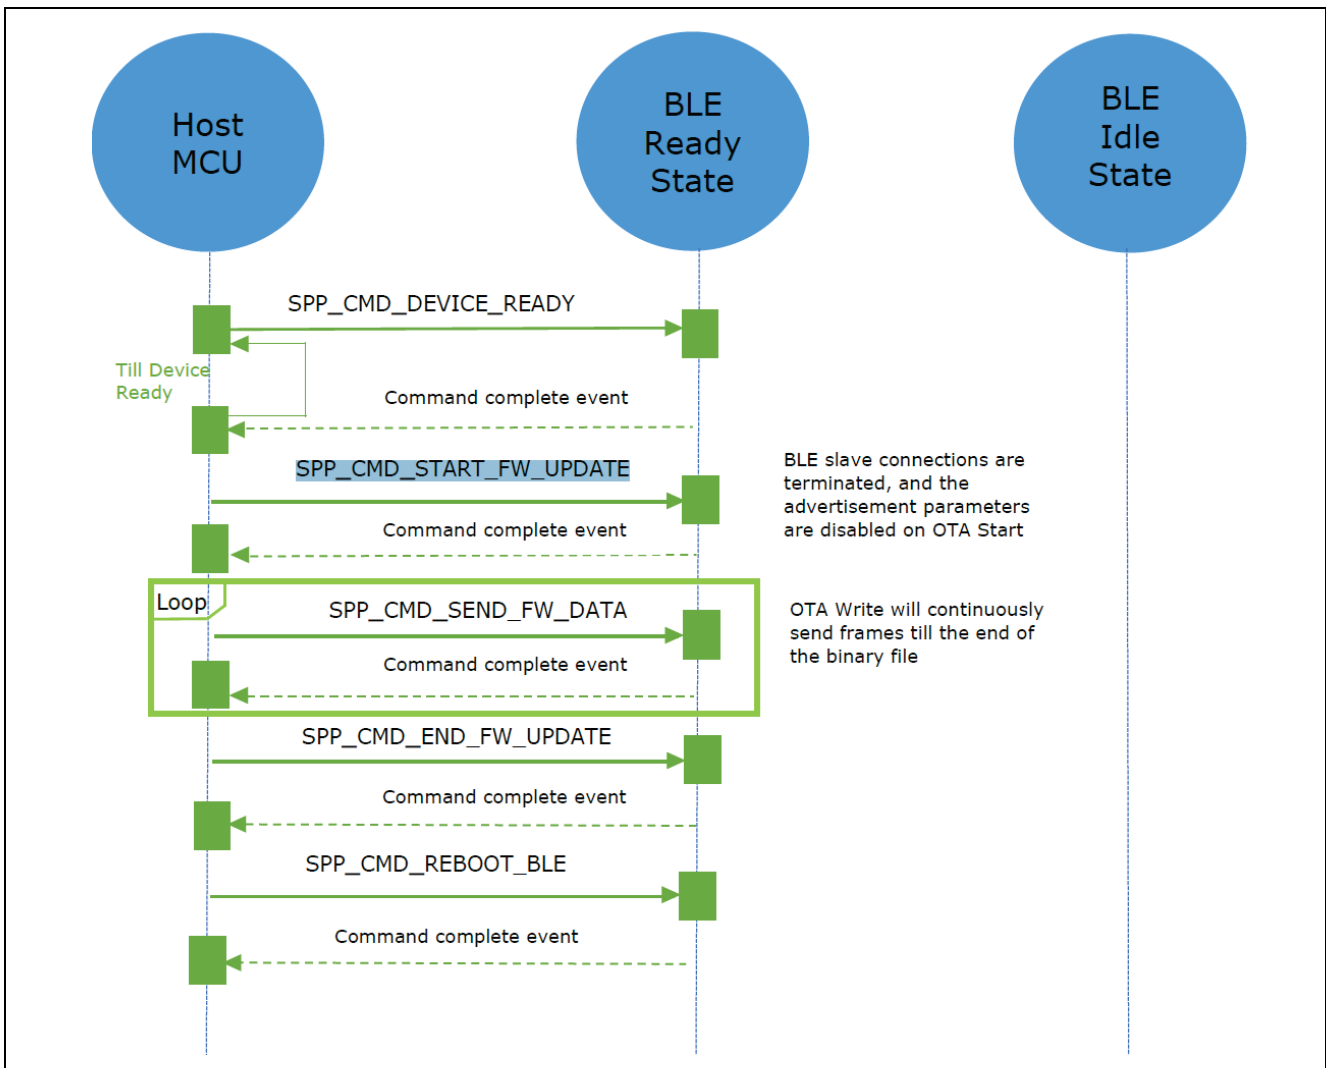 Host
MCU
BLE
Ready
State
BLE
Idle
State
SPP_CMD_DEVICE_READY
Till Device
Ready
Command complete event
SPP_CMD_START_FW_UPDATE
BLE slave connections are
terminated, and the
advertisement parameters
are disabled on OTA Start
Command complete event
Loop
SPP_CMD_SEND_FW_DATA
OTA Write will continuously
send frames till the end of
the binary file
Command complete event
SPP_CMD_END_FW_UPDATE
Command complete event
SPP_CMD_REBOOT_BLE
Command complete event